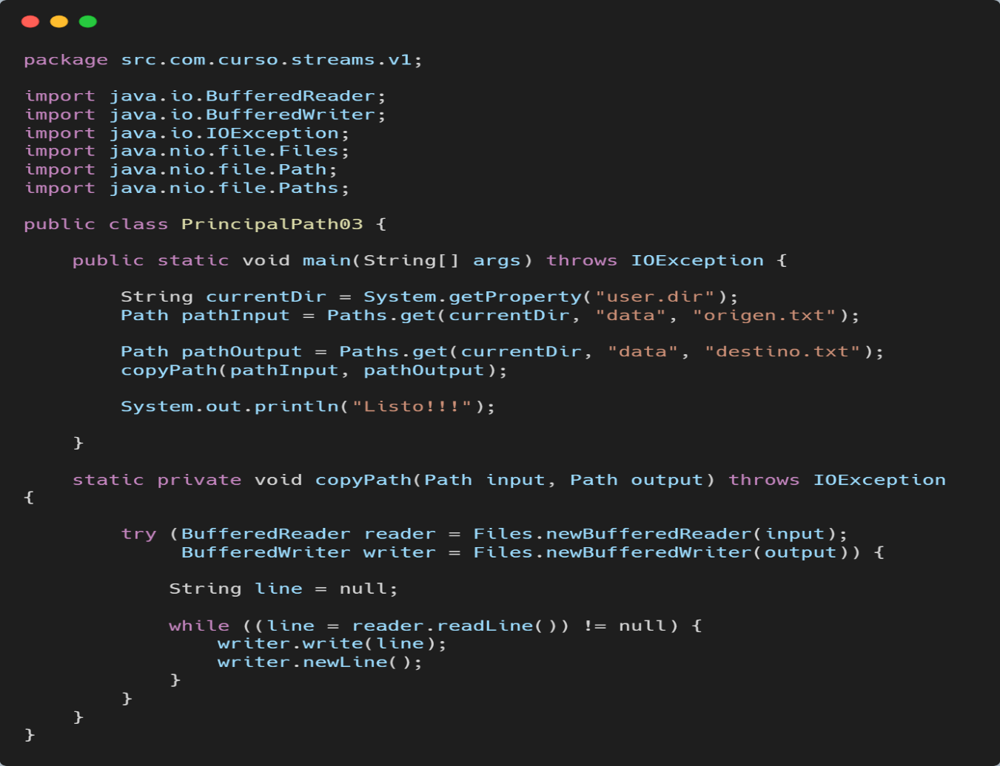 package src.com.curso.streams.v1;

import java.io.BufferedReader;
import java.io.BufferedWriter;
import java.io.IOException;
import java.nio.file.Files;
import java.nio.file.Path;
import java.nio.file.Paths;

public class PrincipalPath03 {

    public static void main(String[] args) throws IOException {

        String currentDir = System.getProperty("user.dir");
        Path pathInput = Paths.get(currentDir, "data", "origen.txt");

        Path pathOutput = Paths.get(currentDir, "data", "destino.txt");
        copyPath(pathInput, pathOutput);

        System.out.println("Listo!!!");

    }

    static private void copyPath(Path input, Path output) throws IOException
{

        try (BufferedReader reader = Files.newBufferedReader(input);
             BufferedWriter writer = Files.newBufferedWriter(output)) {

            String line = null;

            while ((line = reader.readLine()) != null) {
                writer.write(line);
                writer.newLine();
            }
        }
    }
}